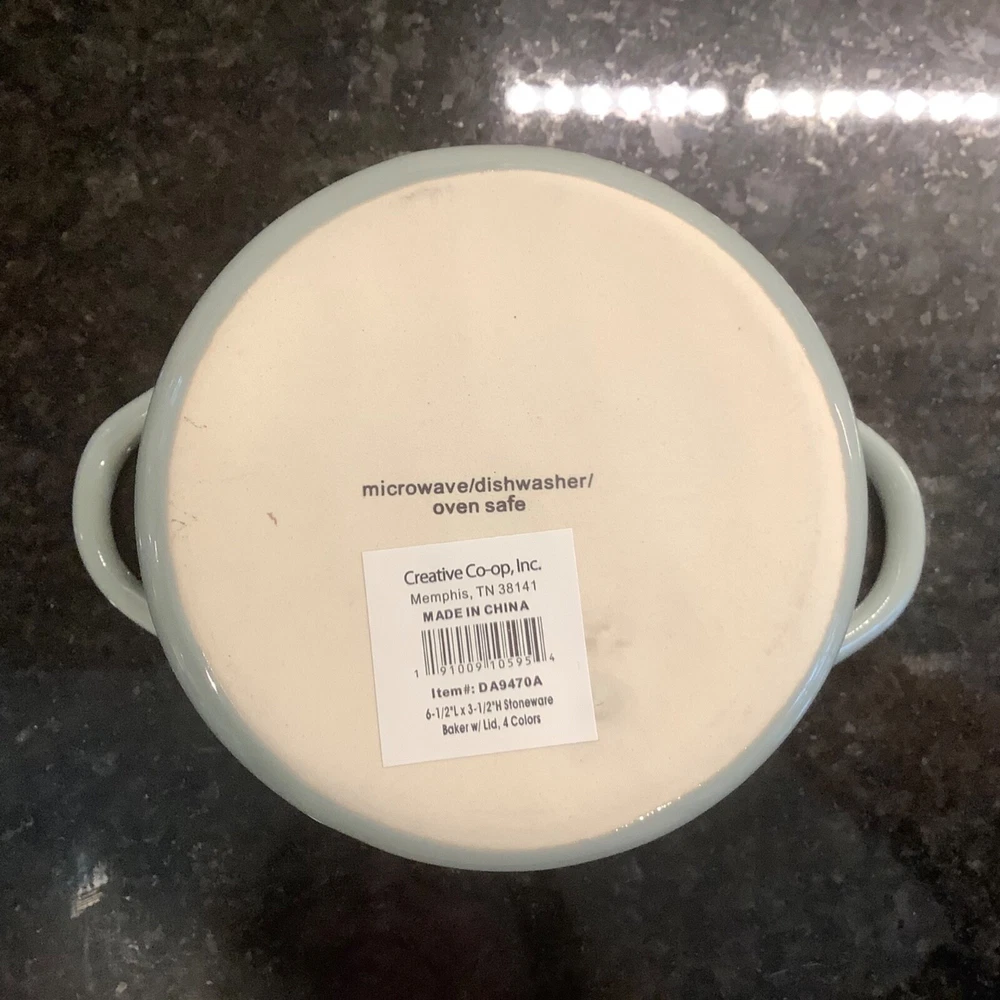 microwave/dishwasher/
oven safe
Creative Co-op, Inc.
Memphis, TN 38141
MADE IN CHINA
1 91009 10595 4
Item#: DA9470A
6-1/2"L x 3-1/2"H Stoneware
Baker w/ Lid, 4 Colors